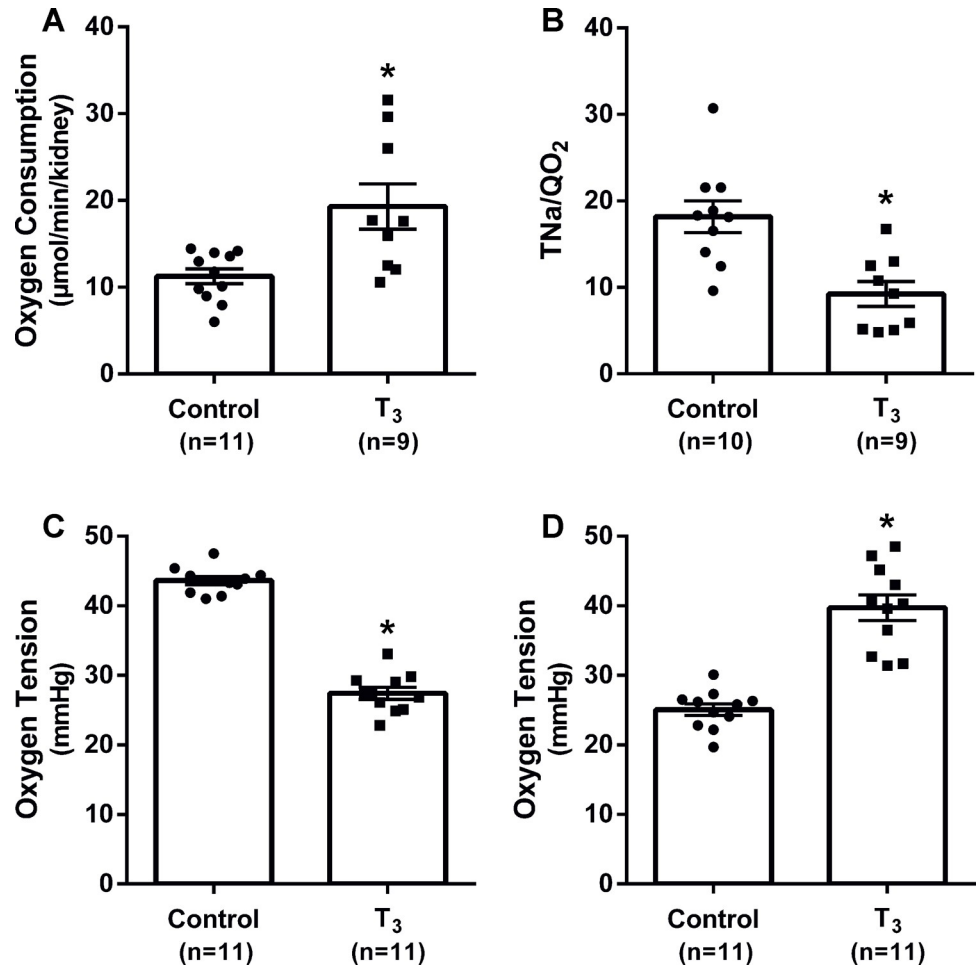 A
Oxygen Consumption
(µmol/min/kidney)
40
30
20
10
0
*
Control
(n=11)
T3
(n=9)
B
TNa/QO2
40
30
20
10
0
*
Control
(n=10)
T3
(n=9)
C
Oxygen Tension
(mmHg)
50
40
30
20
10
0
*
Control
(n=11)
T3
(n=11)
D
Oxygen Tension
(mmHg)
50
40
30
20
10
0
*
Control
(n=11)
T3
(n=11)